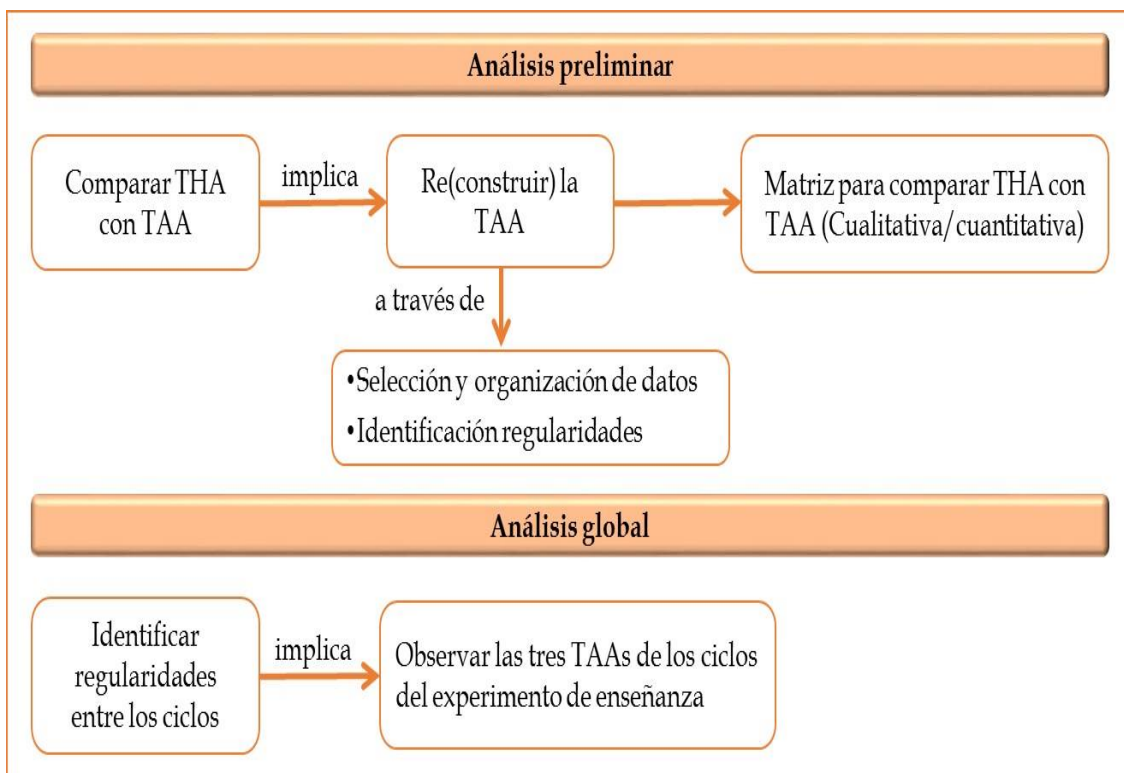 Análisis preliminar
Comparar THA
con TAA
implica
Re(construir) la
TAA
Matriz para comparar THA con
TAA (Cualitativa/cuantitativa)
a través de
•Selección y organización de datos
•Identificación regularidades
Análisis global
Identificar
regularidades
entre los ciclos
implica
Observar las tres TAAs de los ciclos
del experimento de enseñanza